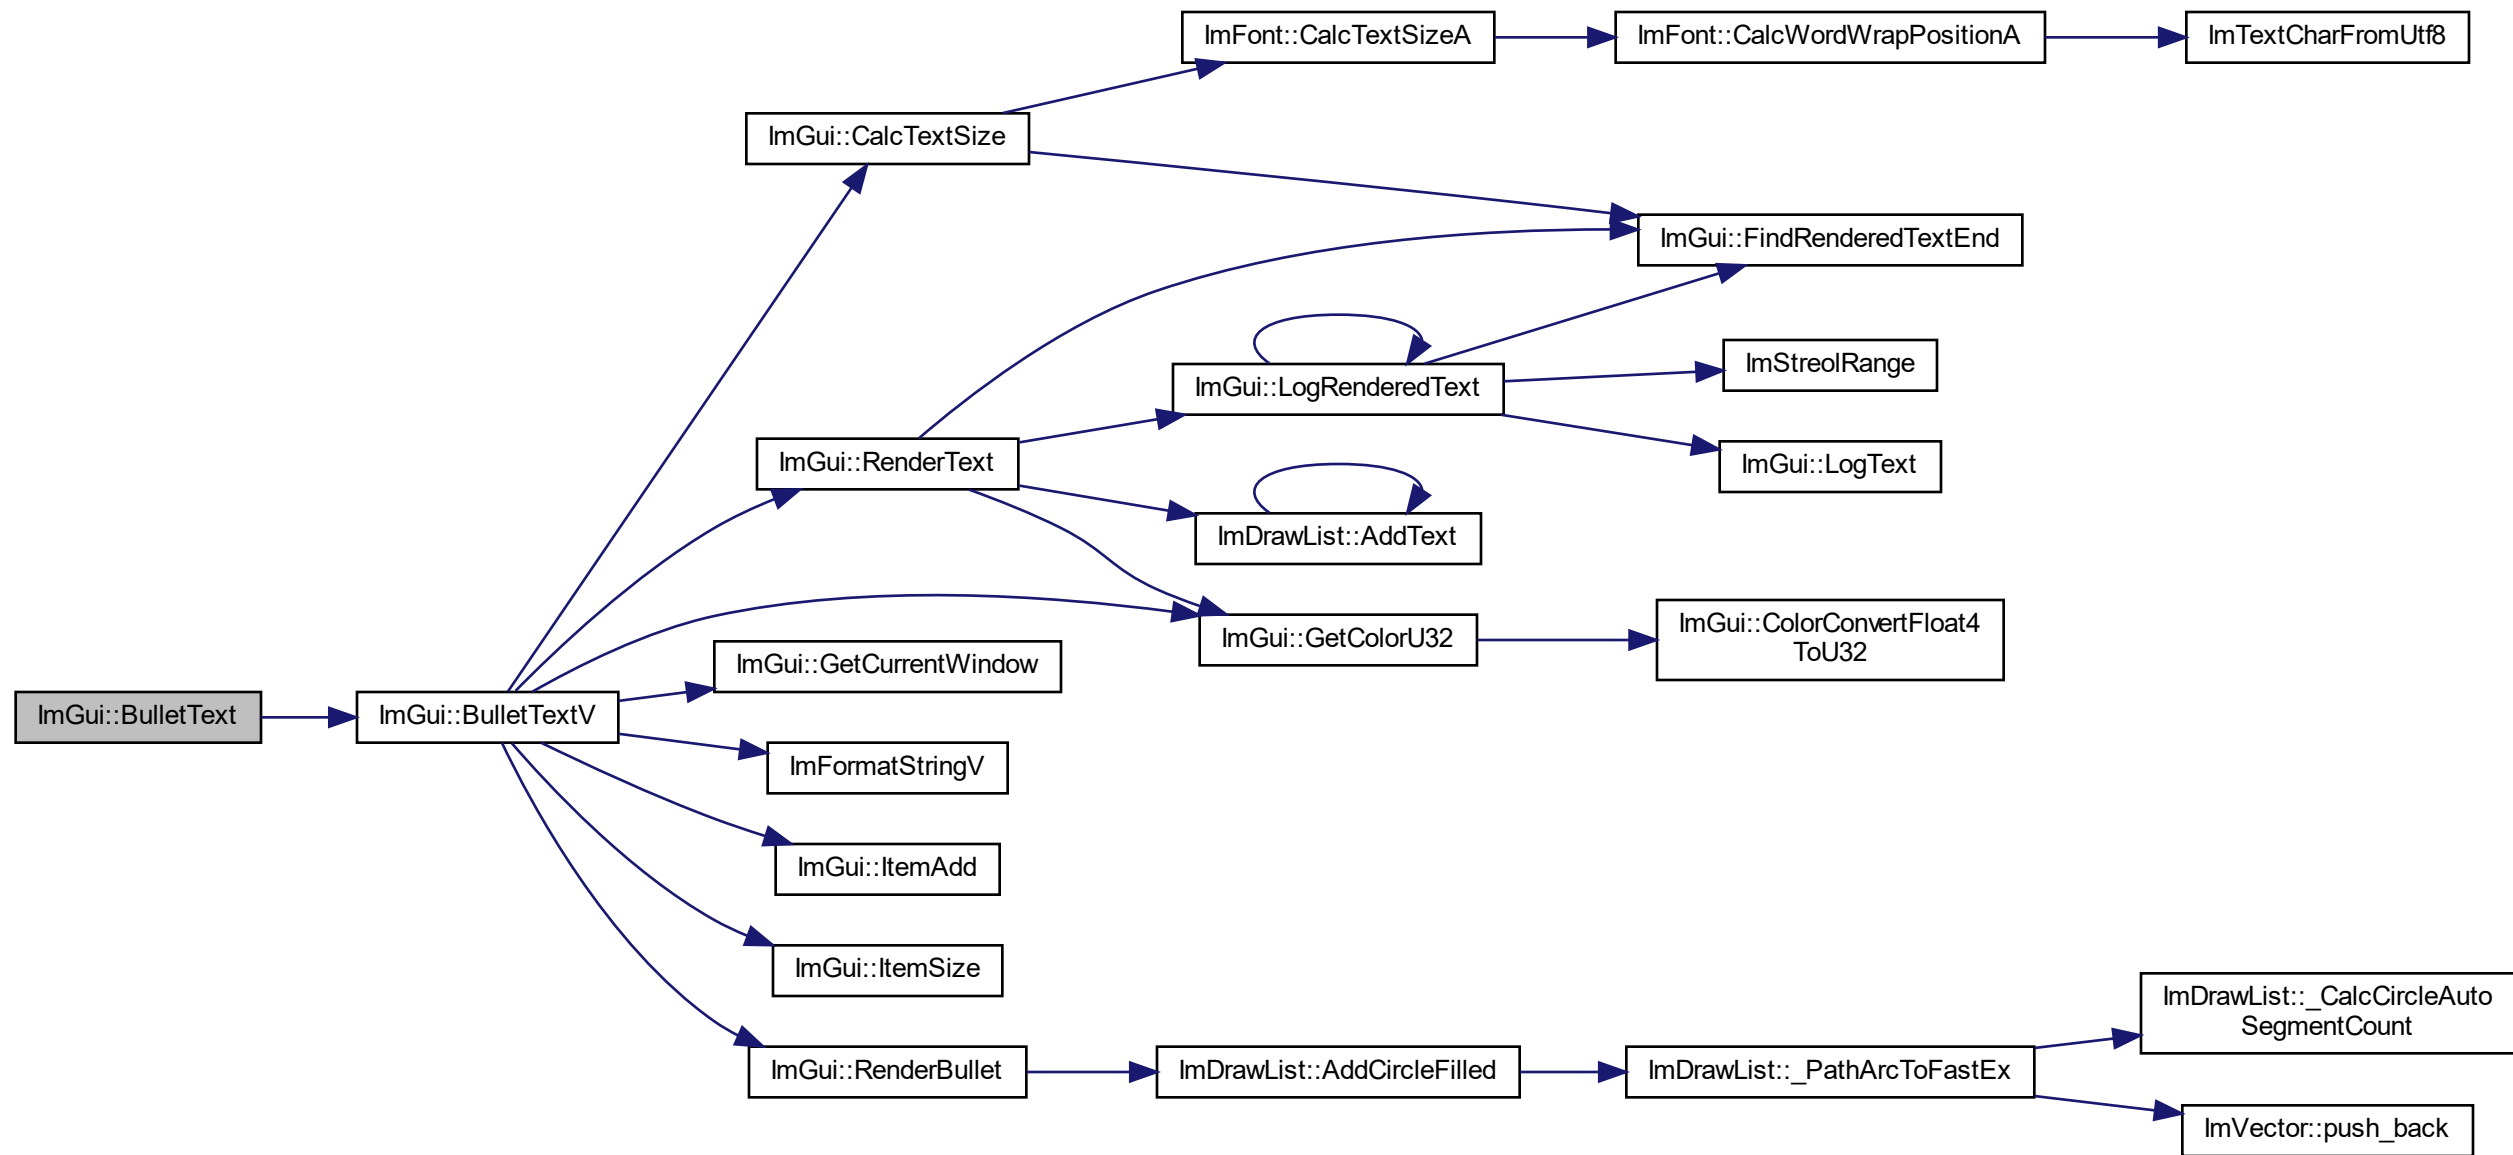 ImFont::CalcTextSizeA
ImFont::CalcWordWrapPositionA
ImTextCharFromUtf8
ImGui::CalcTextSize
ImGui::FindRenderedTextEnd
ImStreolRange
ImGui::LogRenderedText
ImGui::RenderText
ImGui::LogText
ImDrawList::AddText
ImGui::GetColorU32
ImGui::ColorConvertFloat4
ToU32
ImGui::GetCurrentWindow
ImGui::BulletText
ImGui::BulletTextV
ImFormatStringV
ImGui::ItemAdd
ImGui::ItemSize
ImDrawList::_CalcCircleAuto
SegmentCount
ImGui::RenderBullet
ImDrawList::AddCircleFilled
ImDrawList::_PathArcToFastEx
ImVector::push_back